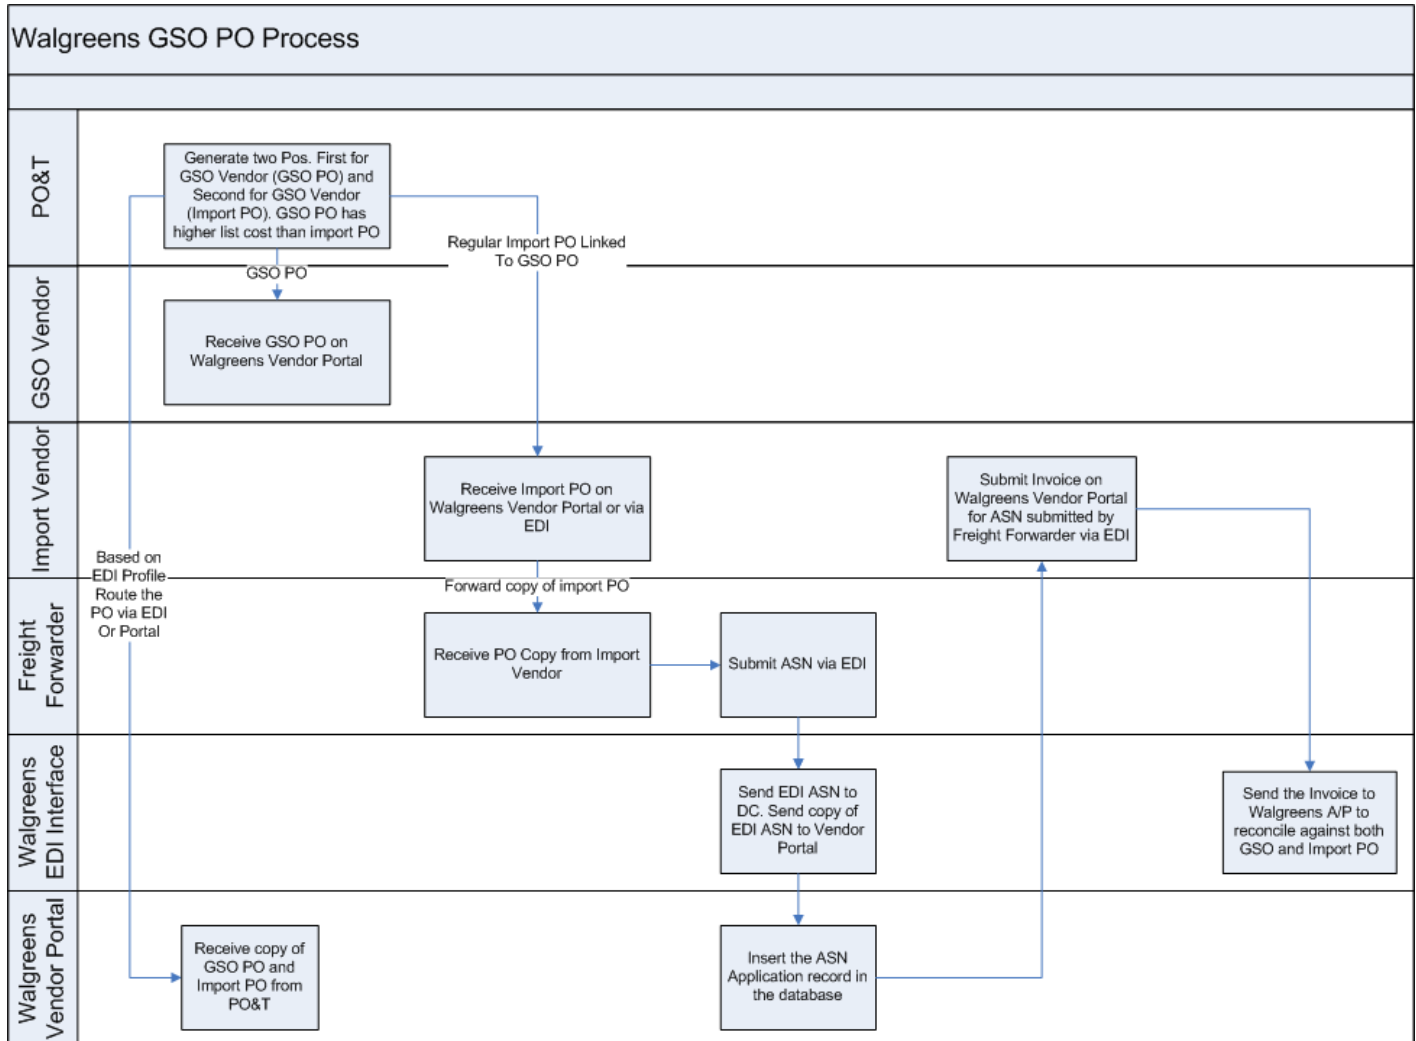 Walgreens GSO PO Process
PO&T
Generate two Pos. First for
GSO Vendor (GSO PO) and
Second for GSO Vendor
(Import PO). GSO PO has
higher list cost than import PO
Regular Import PO Linked
To GSO PO
GSO PO
GSO Vendor
Receive GSO PO on
Walgreens Vendor Portal
Import Vendor
Receive Import PO on
Walgreens Vendor Portal or via
EDI
Submit Invoice on
Walgreens Vendor Portal
for ASN submitted by
Freight Forwarder via EDI
Based on
EDI Profile
Route the
PO via EDI
Or Portal
Forward copy of import PO
Freight
Forwarder
Receive PO Copy from Import
Vendor
Submit ASN via EDI
Walgreens
EDI Interface
Send EDI ASN to
DC. Send copy of
EDI ASN to Vendor
Portal
Send the Invoice to
Walgreens A/P to
reconcile against both
GSO and Import PO
Walgreens
Vendor Portal
Receive copy of
GSO PO and
Import PO from
PO&T
Insert the ASN
Application record in
the database